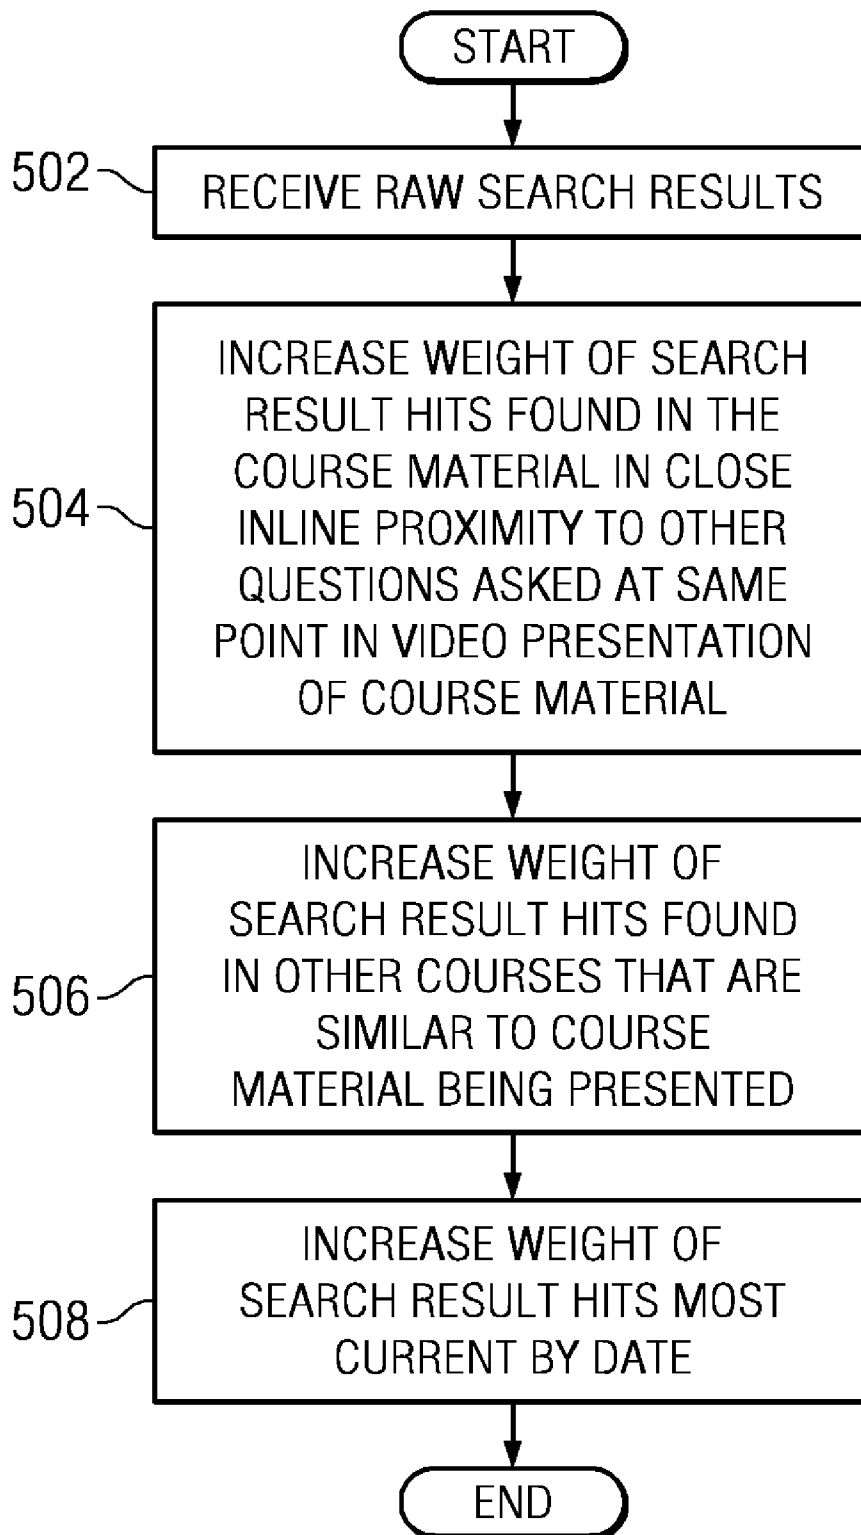 START
502
RECEIVE RAW SEARCH RESULTS
504
INCREASE WEIGHT OF SEARCH
RESULT HITS FOUND IN THE
COURSE MATERIAL IN CLOSE
INLINE PROXIMITY TO OTHER
QUESTIONS ASKED AT SAME
POINT IN VIDEO PRESENTATION
OF COURSE MATERIAL
506
INCREASE WEIGHT OF
SEARCH RESULT HITS FOUND
IN OTHER COURSES THAT ARE
SIMILAR TO COURSE
MATERIAL BEING PRESENTED
508
INCREASE WEIGHT OF
SEARCH RESULT HITS MOST
CURRENT BY DATE
END